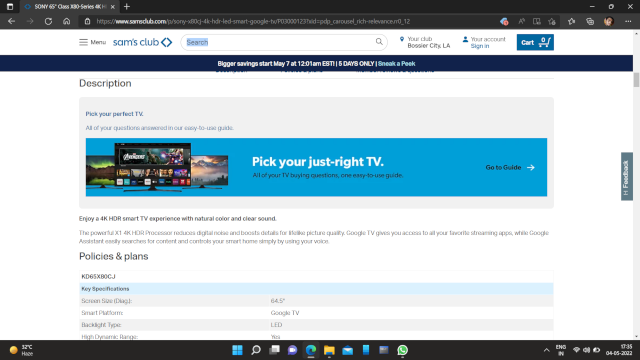 SONY 65" Class X80-Series 4K H
https://www.samsclub.com/p/sony-x80cj-4k-hdr-led-smart-google-tv/P03000123?xid=pdp_carousel_rich-relevance.rr0_12
Menu
sam's club
Search
Your club
Bossier City, LA
Your account
Sign in
Cart
0
Bigger savings start May 7 at 12:01am EST! | 5 DAYS ONLY | Sneak a Peek
Description
Pick your perfect TV.
All of your questions answered in our easy-to-use guide.
AVENGERS
Pick your just-right TV.
All of your TV buying questions, one easy-to-use guide.
Go to Guide
Feedback
Enjoy a 4K HDR smart TV experience with natural color and clear sound.
The powerful X1 4K HDR Processor reduces digital noise and boosts details for lifelike picture quality. Google TV gives you access to all your favorite streaming apps, while Google
Assistant easily searches for content and controls your smart home simply by using your voice.
Policies & plans
KD65X80CJ
Key Specifications
Screen Size (Diag): 64.5"
Smart Platform: Google TV
Backlight Type: LED
High Dynamic Range: Yes
32°C
Haze
ENG
IN
17:35
04-05-2022